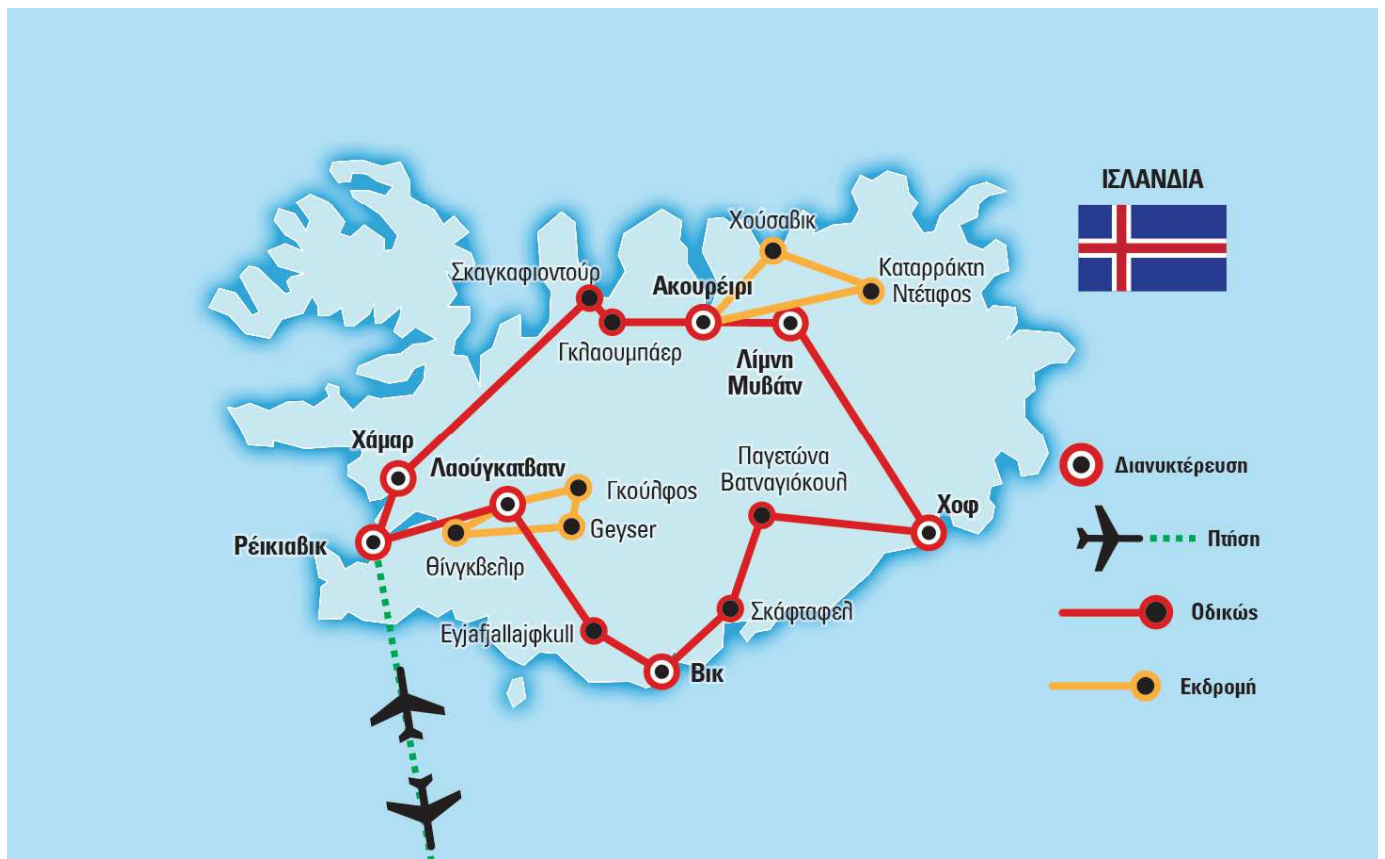 ΙΣΛΑΝΔΙΑ
Χούσαβικ
Σκαγκαφιοντούρ
Ακουρέιρι
Καταρράκτη
Ντέτιφος
Γκλαουμπάερ
Λίμνη
Μυβάτν
Χάμαρ
Λαούγκατβατν
Γκούλφος
Geyser
Παγετώνα
Βατναγιόκουλ
Χοφ
Ρέικιαβικ
Θίνγκβελιρ
Eyjafjallajφkull
Σκάφταφελ
Βικ
Διανυκτέρευση
Πτήση
Οδικώς
Εκδρομή